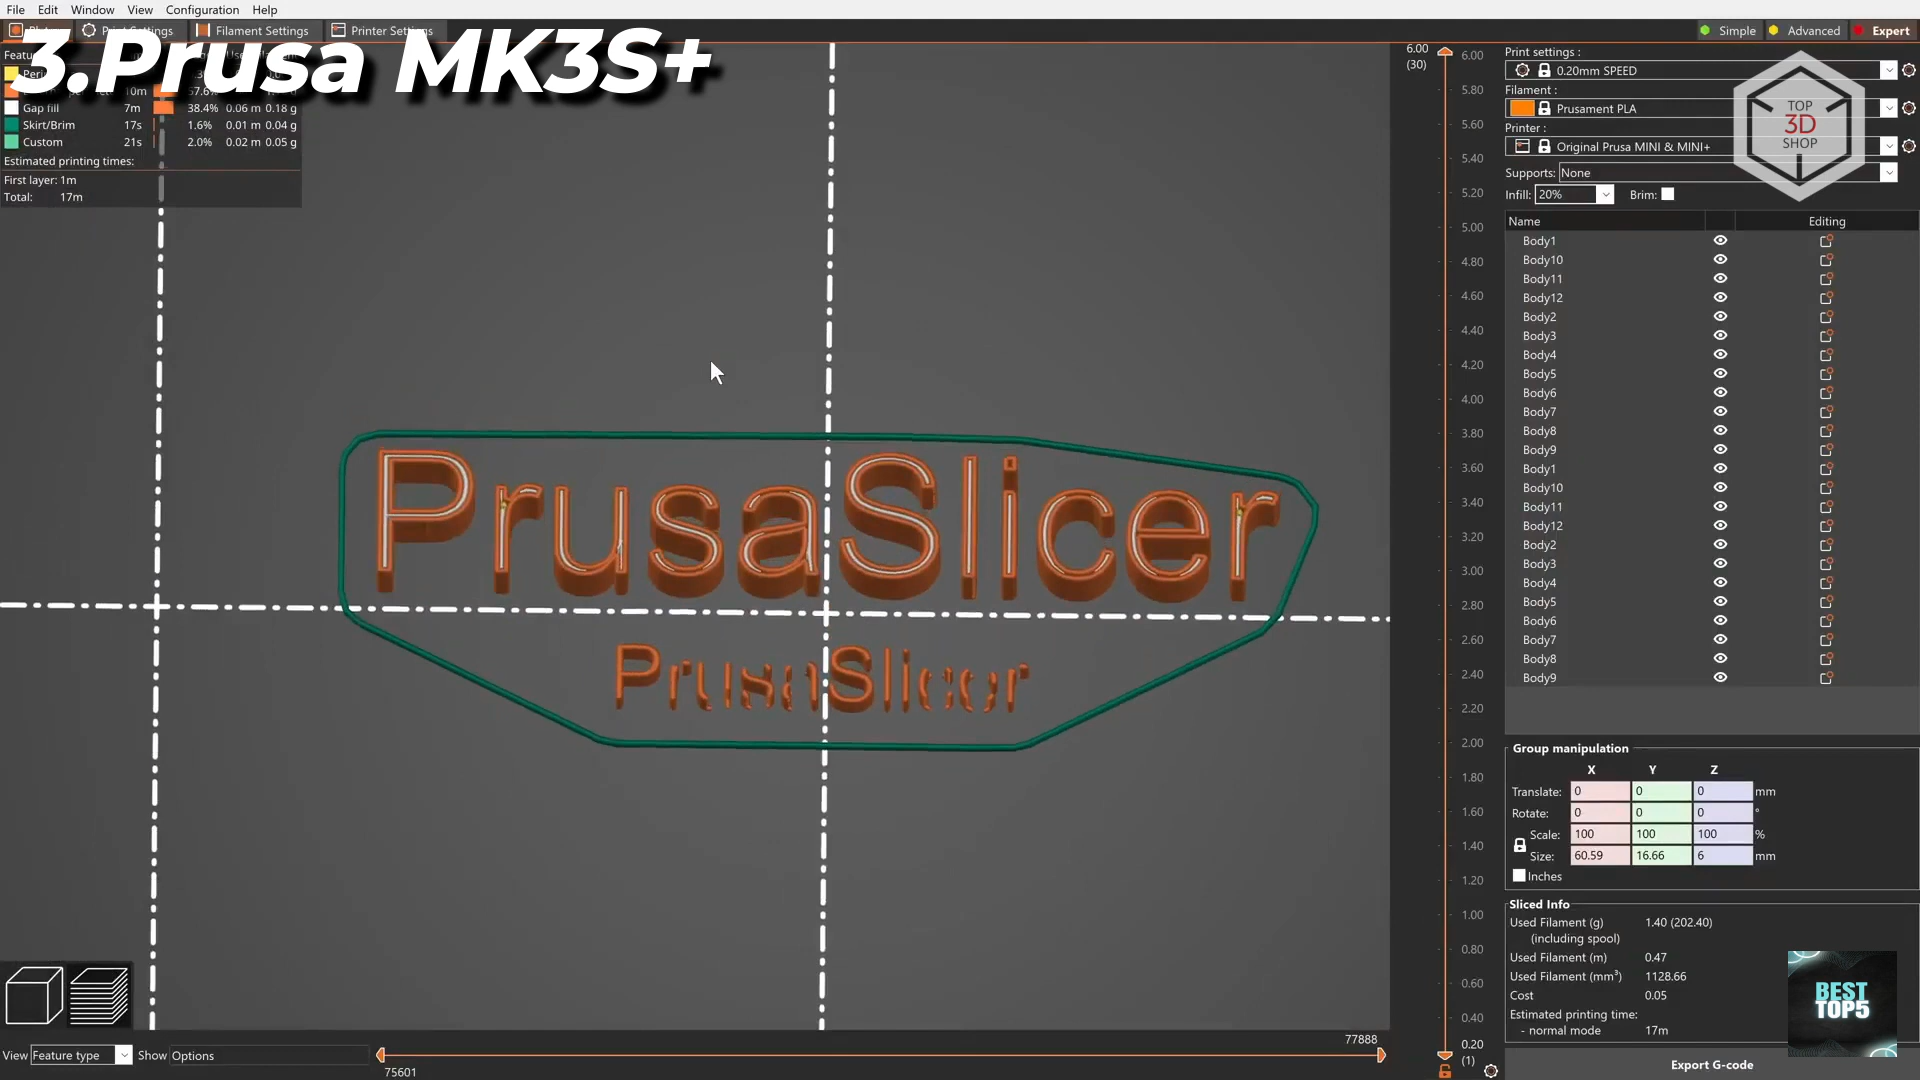 File Edit Window View Configuration Help
3.Prusa MK3S+
Print Settings Filament Settings Printer Settings
Simple Advanced Expert
Gap fill 7m 38.4% 0.06 m 0.18 g
Skirt/Brim 17s 1.6% 0.01 m 0.04 g
Custom 21s 2.0% 0.02 m 0.05 g
Estimated printing times:
First layer: 1m
Total: 17m
PrusaSlicer
PrusaSlicer
View Feature type Show Options
75601
77888
6.00
(30)
6.00
5.80
5.60
5.40
5.20
5.00
4.80
4.60
4.40
4.20
4.00
3.80
3.60
3.40
3.20
3.00
2.80
2.60
2.40
2.20
2.00
1.80
1.60
1.40
1.20
1.00
0.80
0.60
0.40
0.20
(1)
Print settings :
0.20mm SPEED
Filament :
Prusament PLA
Printer :
Original Prusa MINI & MINI+
Supports: None
Infill: 20% Brim:
TOP
3D
SHOP
Name Editing
Body1
Body10
Body11
Body12
Body2
Body3
Body4
Body5
Body6
Body7
Body8
Body9
Body1
Body10
Body11
Body12
Body2
Body3
Body4
Body5
Body6
Body7
Body8
Body9
Group manipulation
X Y Z
Translate: 0 0 0 mm
Rotate: 0 0 0 °
Scale: 100 100 100 %
Size: 60.59 16.66 6 mm
Inches
Sliced Info
Used Filament (g) 1.40 (202.40)
(including spool)
Used Filament (m) 0.47
Used Filament (mm³) 1128.66
Cost 0.05
Estimated printing time:
- normal mode 17m
BEST
TOP5
Export G-code